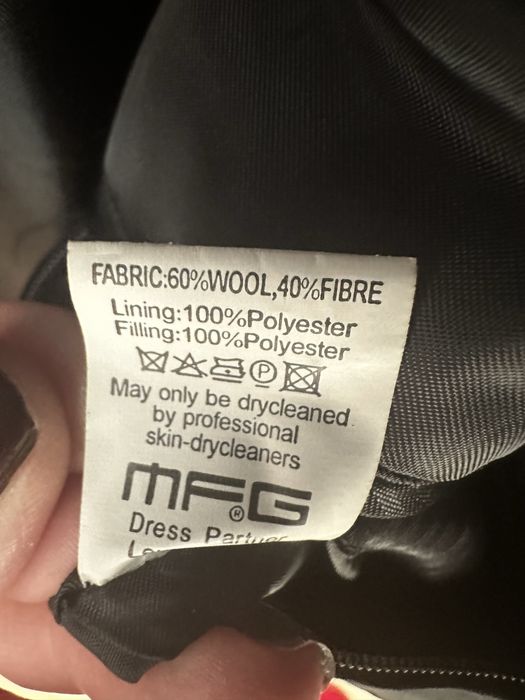 FABRIC:60%WOOL,40%FIBRE
Lining:100%Polyester
Filling:100%Polyester
P
May only be drycleaned
by professional
skin-drycleaners
MFG
®
Dress